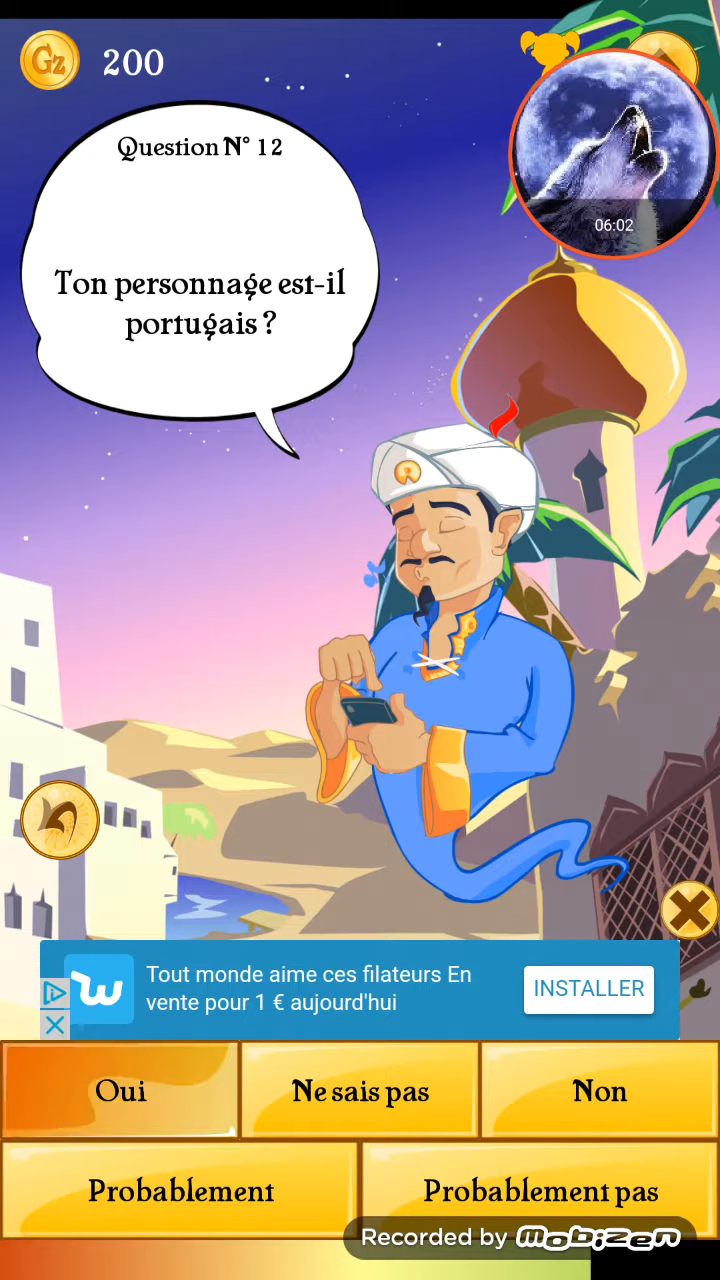 Gz
200
Question N° 12
06:02
Ton personnage est-il
portugais ?
Tout monde aime ces filateurs En
vente pour 1 € aujourd'hui
INSTALLER
Oui
Ne sais pas
Non
Probablement
Probablement pas
Recorded by Mobizen